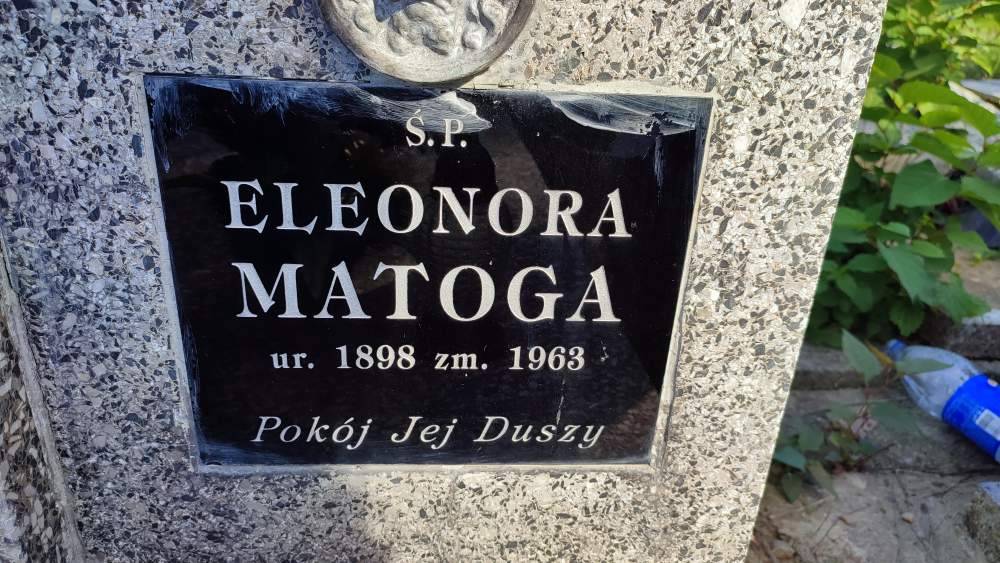 Ś.P.
ELEONORA
MATOGA
ur. 1898 zm. 1963
Pokój Jej Duszy